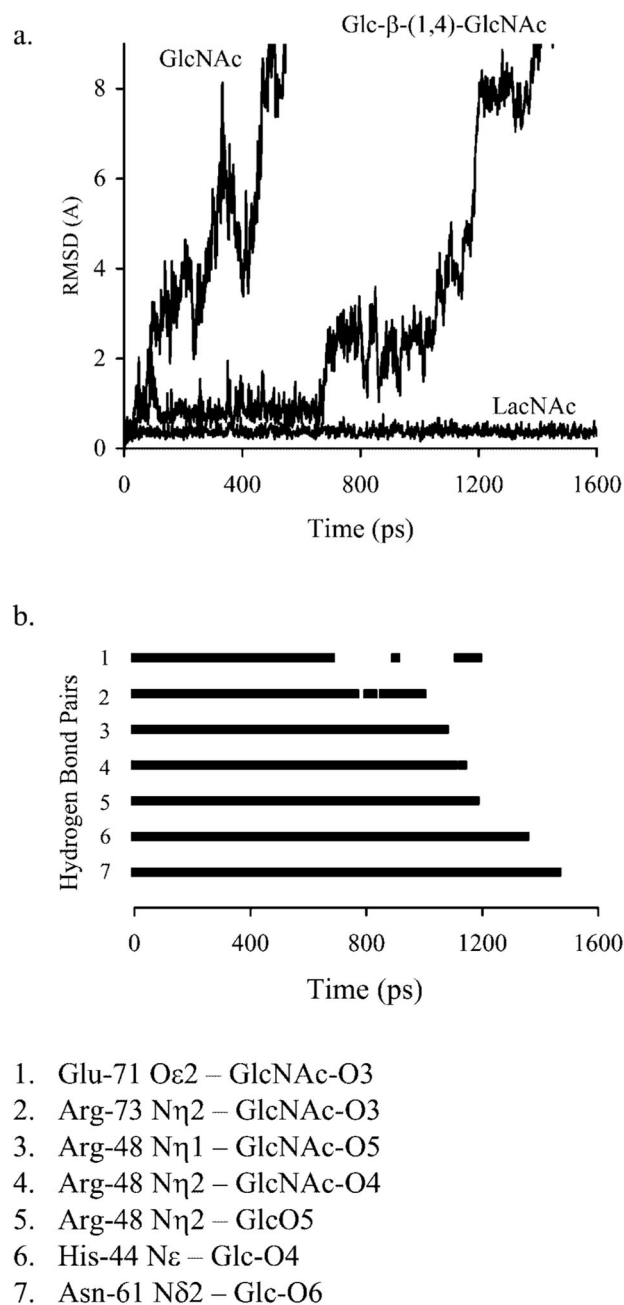 a.
Glc-β-(1,4)-GlcNAc
GlcNAc
8
6
4
2
0
RMSD (A)
LacNAc
0 400 800 1200 1600
Time (ps)
b.
1
2
3
4
5
6
7
Hydrogen Bond Pairs
0 400 800 1200 1600
Time (ps)
1. Glu-71 Oε2 – GlcNAc-O3
2. Arg-73 Nη2 – GlcNAc-O3
3. Arg-48 Nη1 – GlcNAc-O5
4. Arg-48 Nη2 – GlcNAc-O4
5. Arg-48 Nη2 – GlcO5
6. His-44 Nε – Glc-O4
7. Asn-61 Nδ2 – Glc-O6